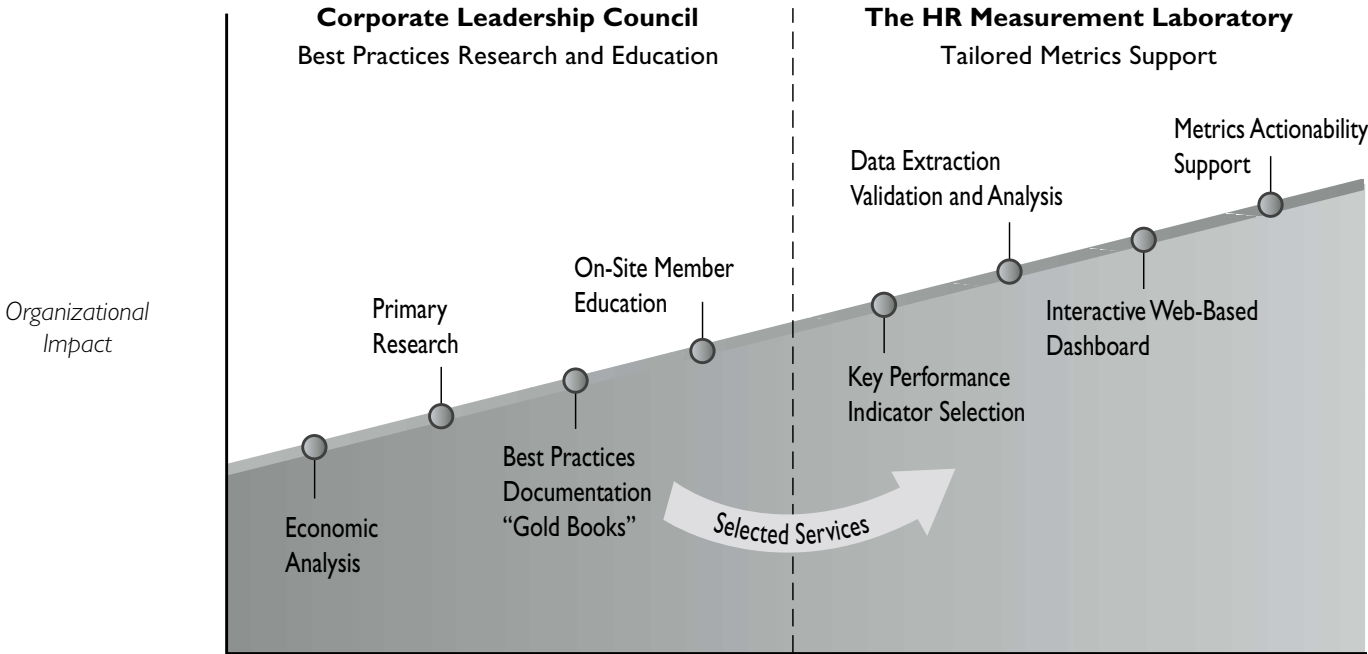 Corporate Leadership Council
Best Practices Research and Education
The HR Measurement Laboratory
Tailored Metrics Support
Organizational
Impact
Economic
Analysis
Primary
Research
Best Practices
Documentation
“Gold Books”
On-Site Member
Education
Selected Services
Key Performance
Indicator Selection
Data Extraction
Validation and Analysis
Interactive Web-Based
Dashboard
Metrics Actionability
Support